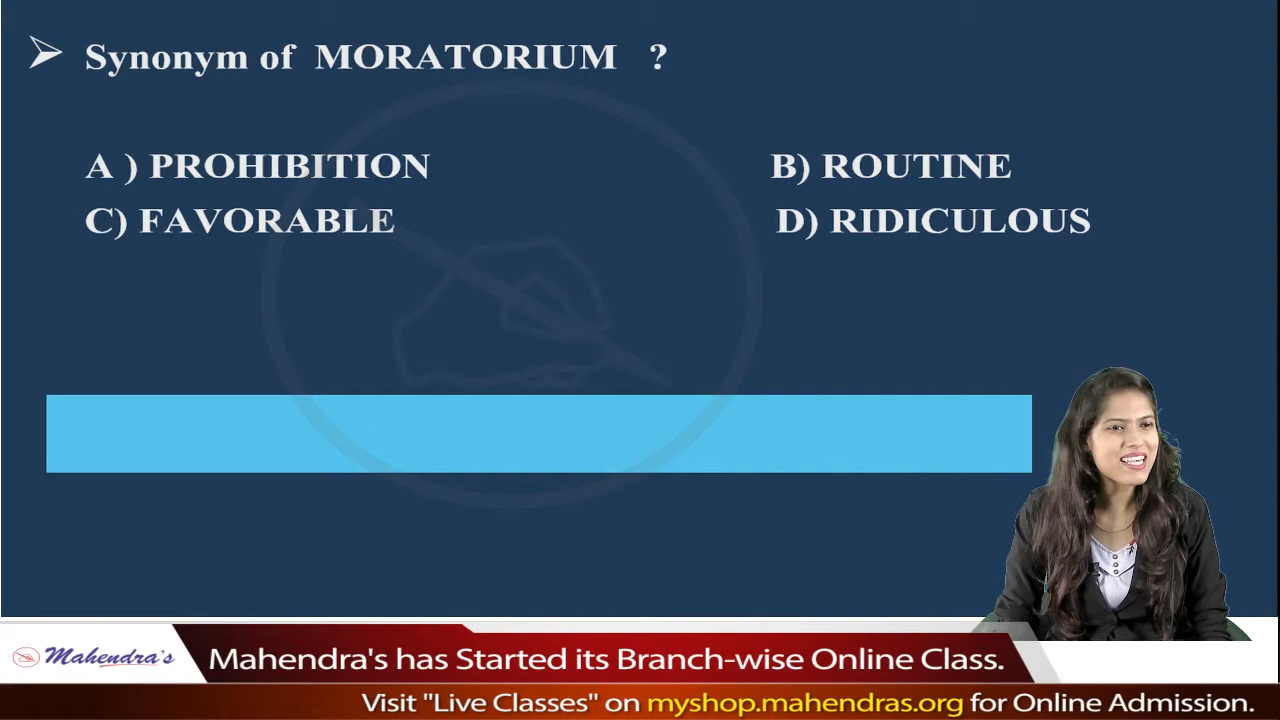 Synonym of MORATORIUM ?
A ) PROHIBITION B) ROUTINE
C) FAVORABLE D) RIDICULOUS
Mahendra's Mahendra's has Started its Branch-wise Online Class.
Visit "Live Classes" on myshop.mahendras.org for Online Admission.